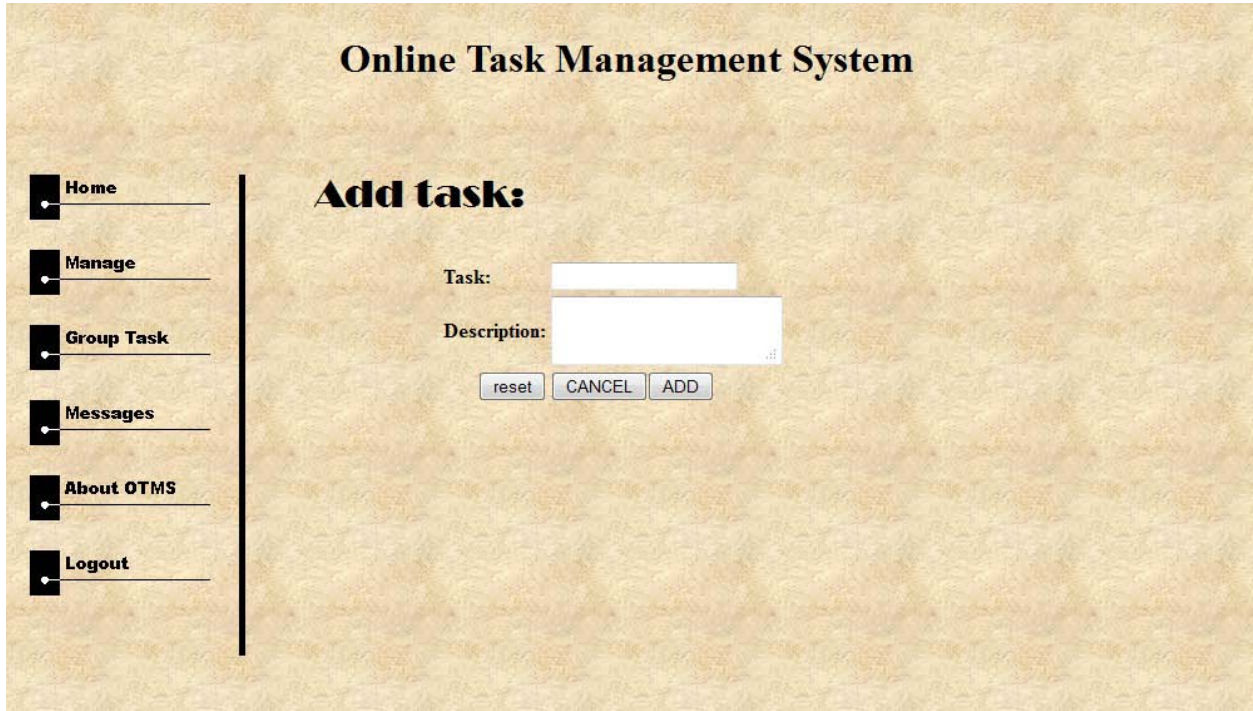 Online Task Management System
Home
Manage
Group Task
Messages
About OTMS
Logout
Add task:
Task:
Description:
reset CANCEL ADD